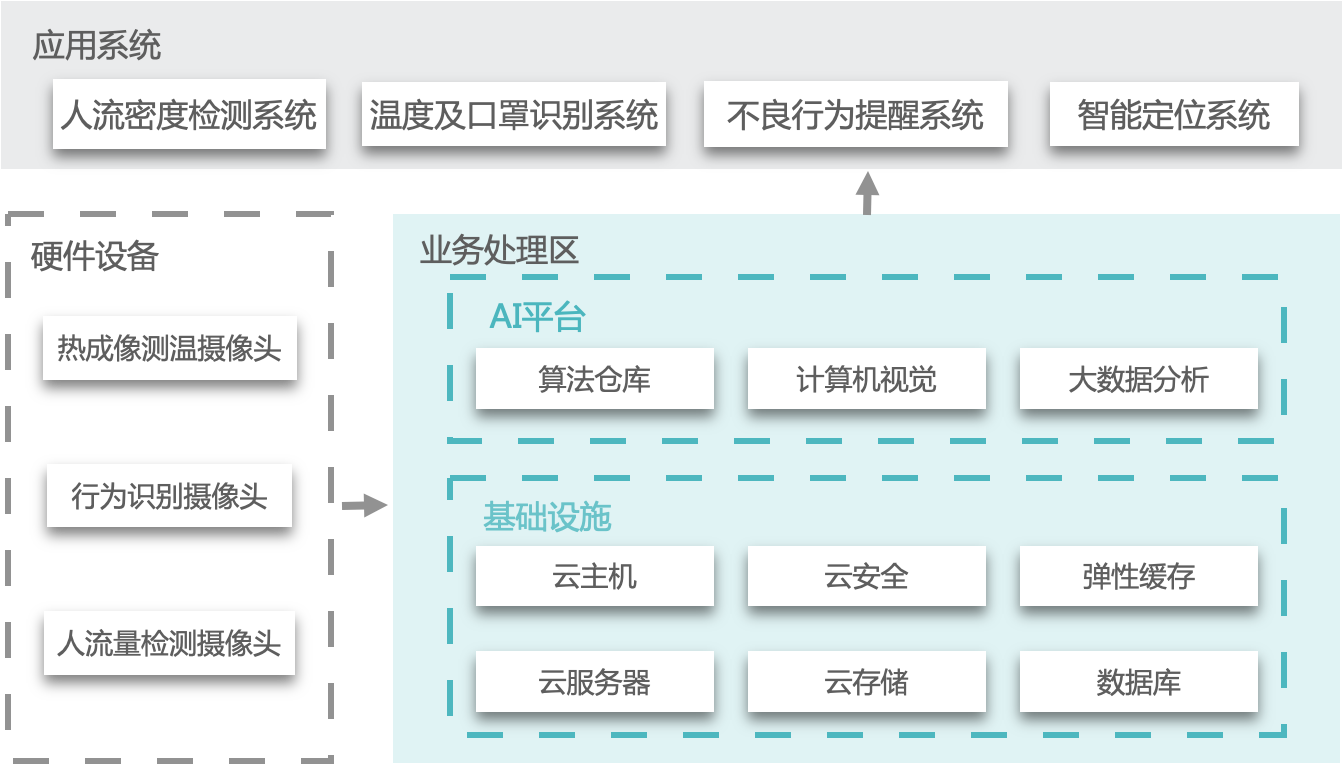 应用系统
人流密度检测系统
温度及口罩识别系统
不良行为提醒系统
智能定位系统
硬件设备
热成像测温摄像头
行为识别摄像头
人流量检测摄像头
业务处理区
AI平台
算法仓库
计算机视觉
大数据分析
基础设施
云主机
云安全
弹性缓存
云服务器
云存储
数据库